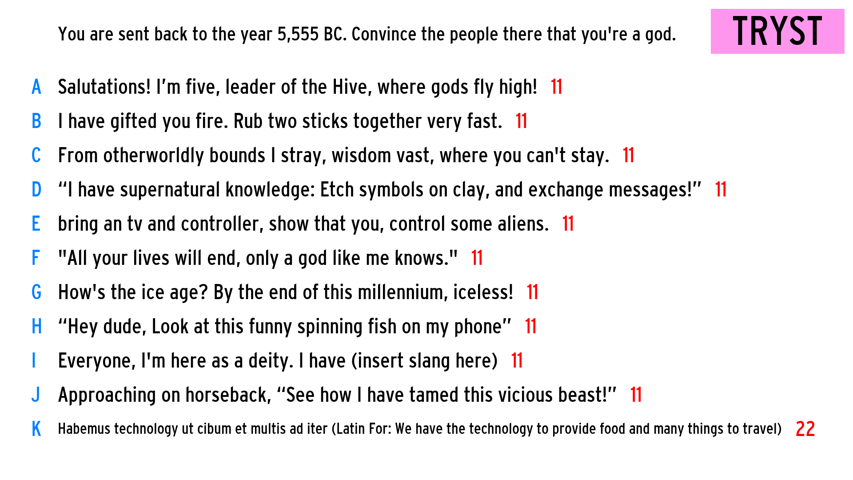 You are sent back to the year 5,555 BC. Convince the people there that you're a god.
TRYST
A Salutations! I’m five, leader of the Hive, where gods fly high! 11
B I have gifted you fire. Rub two sticks together very fast. 11
C From otherworldly bounds I stray, wisdom vast, where you can't stay. 11
D “I have supernatural knowledge: Etch symbols on clay, and exchange messages!” 11
E bring an tv and controller, show that you, control some aliens. 11
F "All your lives will end, only a god like me knows." 11
G How's the ice age? By the end of this millennium, iceless! 11
H “Hey dude, Look at this funny spinning fish on my phone” 11
I Everyone, I'm here as a deity. I have (insert slang here) 11
J Approaching on horseback, “See how I have tamed this vicious beast!” 11
K Habemus technology ut cibum et multis ad iter (Latin For: We have the technology to provide food and many things to travel) 22